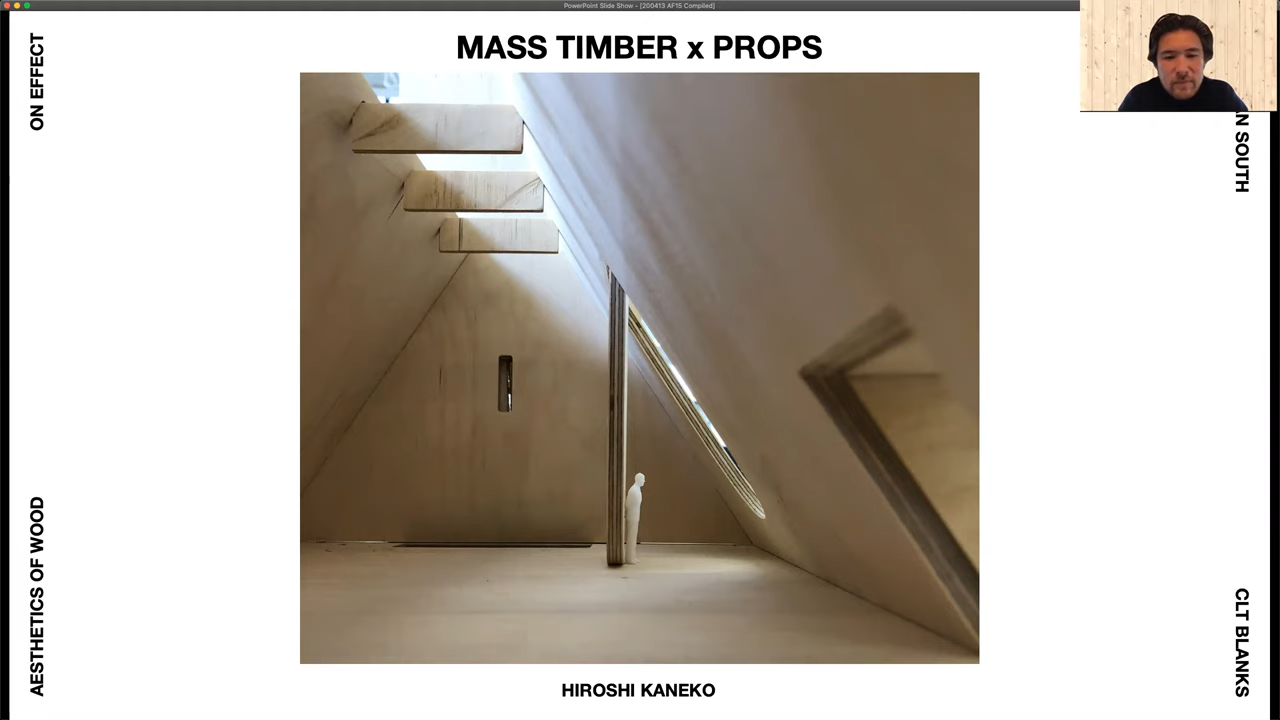 PowerPoint Slide Show - [200413 AF15 Compiled]
ON EFFECT
MASS TIMBER x PROPS
N SOUTH
AESTHETICS OF WOOD
CLT BLANKS
HIROSHI KANEKO